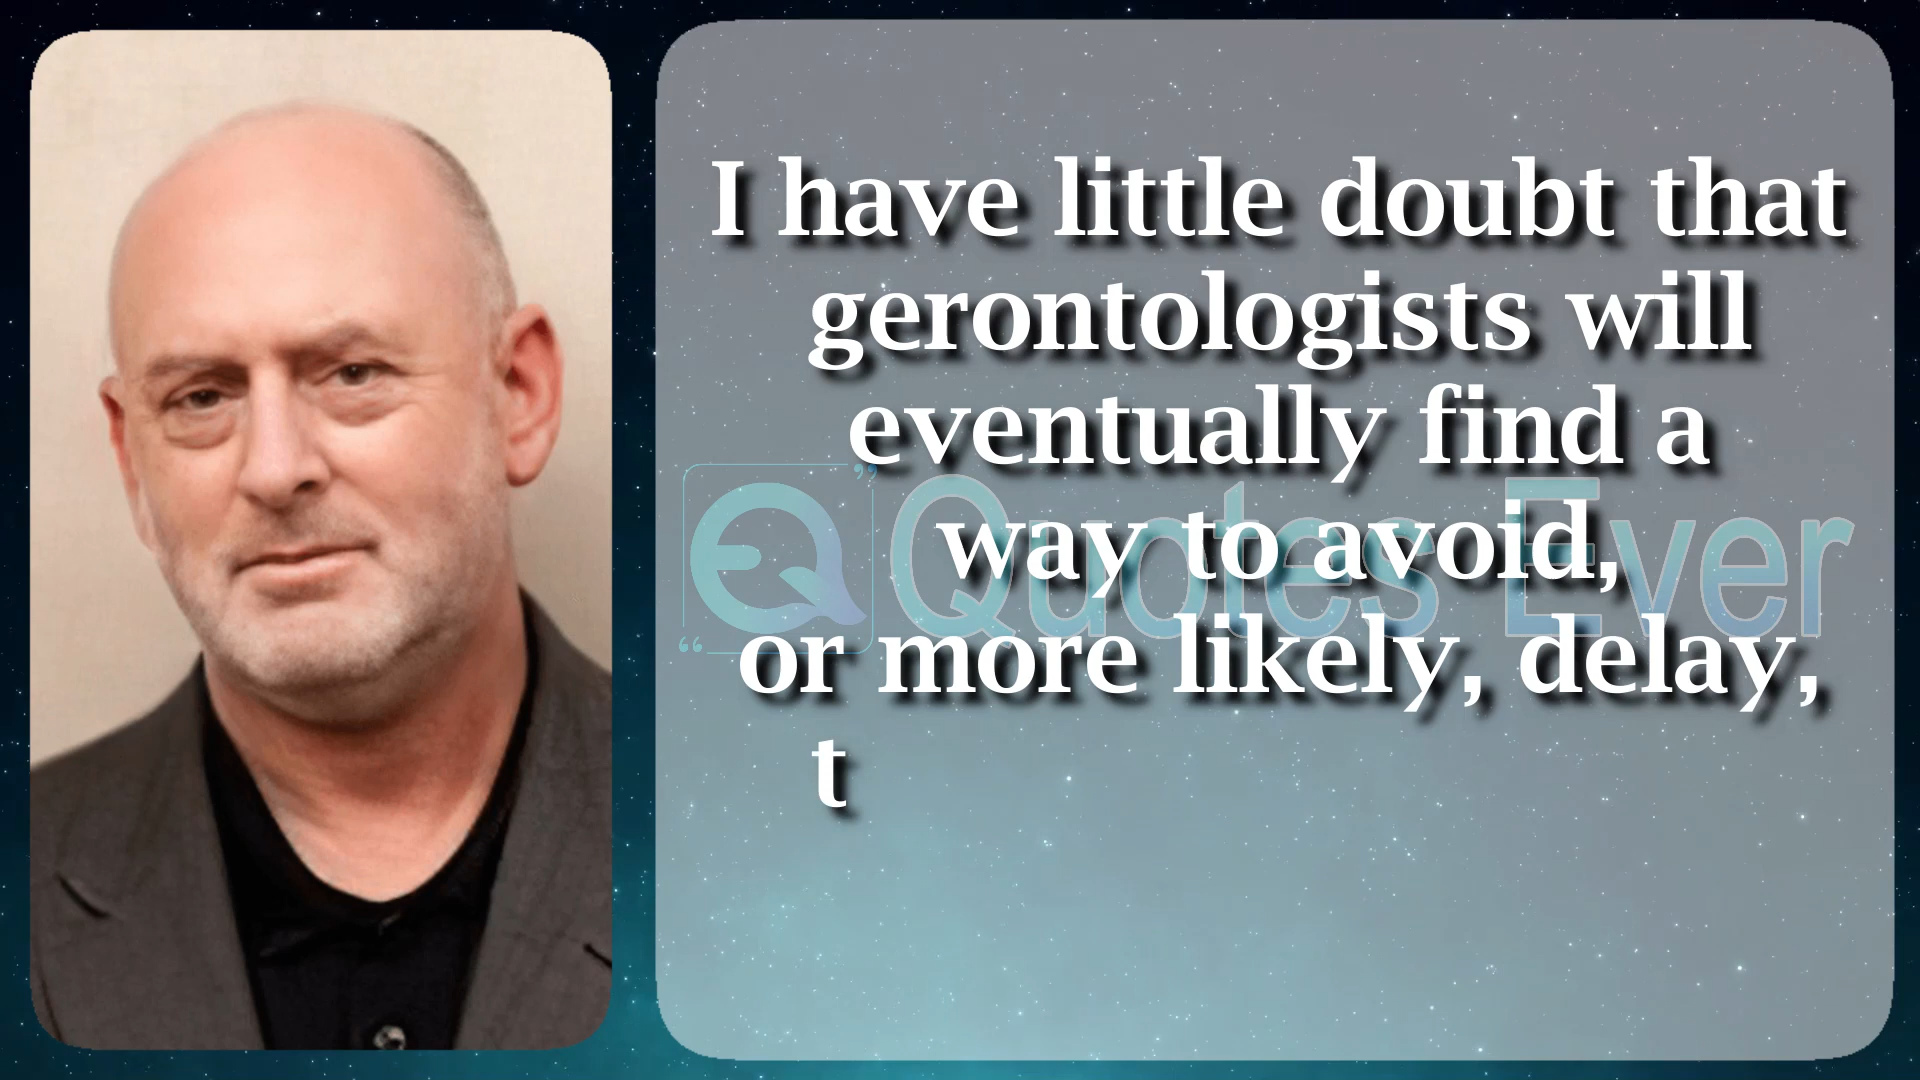 I have little doubt that
gerontologists will
eventually find a
way to avoid,
or more likely, delay,
t
Quotes Ever